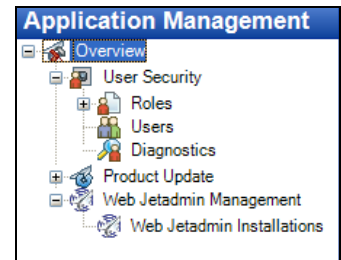 Application Management
Overview
User Security
Roles
Users
Diagnostics
Product Update
Web Jetadmin Management
Web Jetadmin Installations